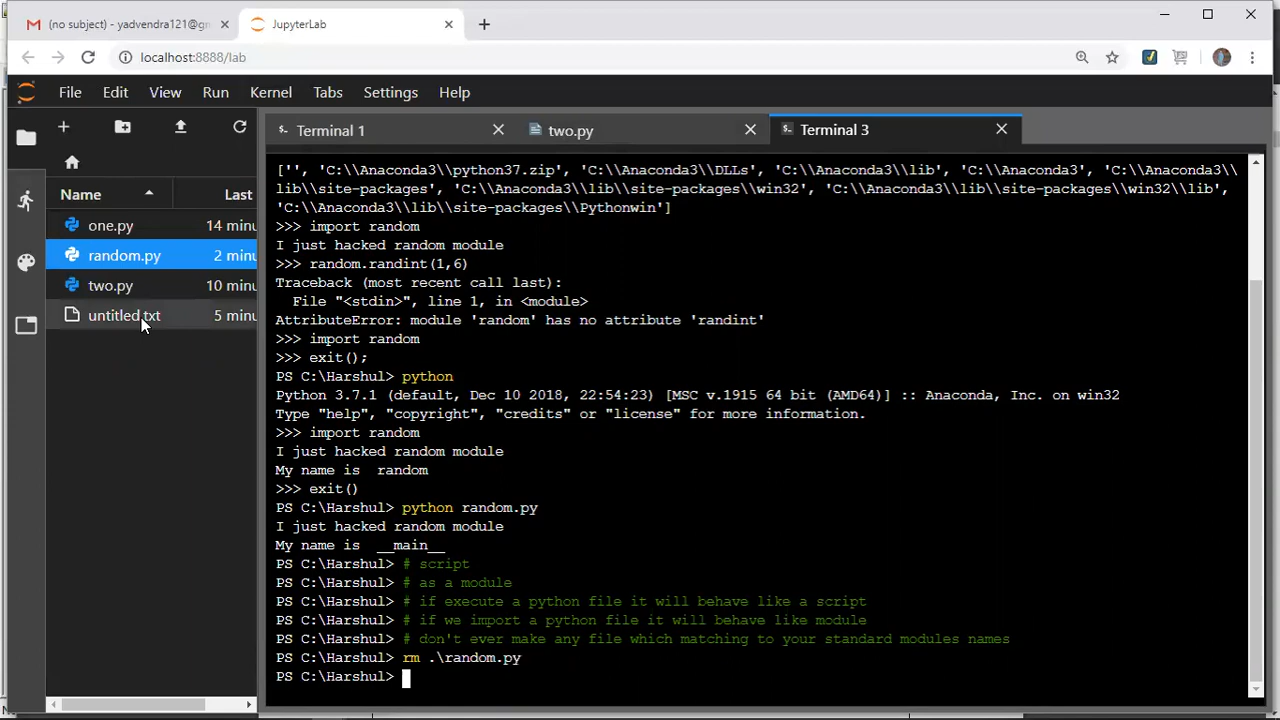 (no subject) - yadvendra121@gm
JupyterLab
localhost:8888/lab
File Edit View Run Kernel Tabs Settings Help
Terminal 1
two.py
Terminal 3
Name
Last
one.py 14 minu
random.py 2 minu
two.py 10 minu
untitled.txt 5 minu
['', 'C:\\Anaconda3\\python37.zip', 'C:\\Anaconda3\\DLLs', 'C:\\Anaconda3\\lib', 'C:\\Anaconda3', 'C:\\Anaconda3\\
lib\\site-packages', 'C:\\Anaconda3\\lib\\site-packages\\win32', 'C:\\Anaconda3\\lib\\site-packages\\win32\\lib',
'C:\\Anaconda3\\lib\\site-packages\\Pythonwin']
>>> import random
I just hacked random module
>>> random.randint(1,6)
Traceback (most recent call last):
File "<stdin>", line 1, in <module>
AttributeError: module 'random' has no attribute 'randint'
>>> import random
>>> exit();
PS C:\Harshul> python
Python 3.7.1 (default, Dec 10 2018, 22:54:23) [MSC v.1915 64 bit (AMD64)] :: Anaconda, Inc. on win32
Type "help", "copyright", "credits" or "license" for more information.
>>> import random
I just hacked random module
My name is  random
>>> exit()
PS C:\Harshul> python random.py
I just hacked random module
My name is  __main__
PS C:\Harshul> # script
PS C:\Harshul> # as a module
PS C:\Harshul> # if execute a python file it will behave like a script
PS C:\Harshul> # if we import a python file it will behave like module
PS C:\Harshul> # don't ever make any file which matching to your standard modules names
PS C:\Harshul> rm .\random.py
PS C:\Harshul>